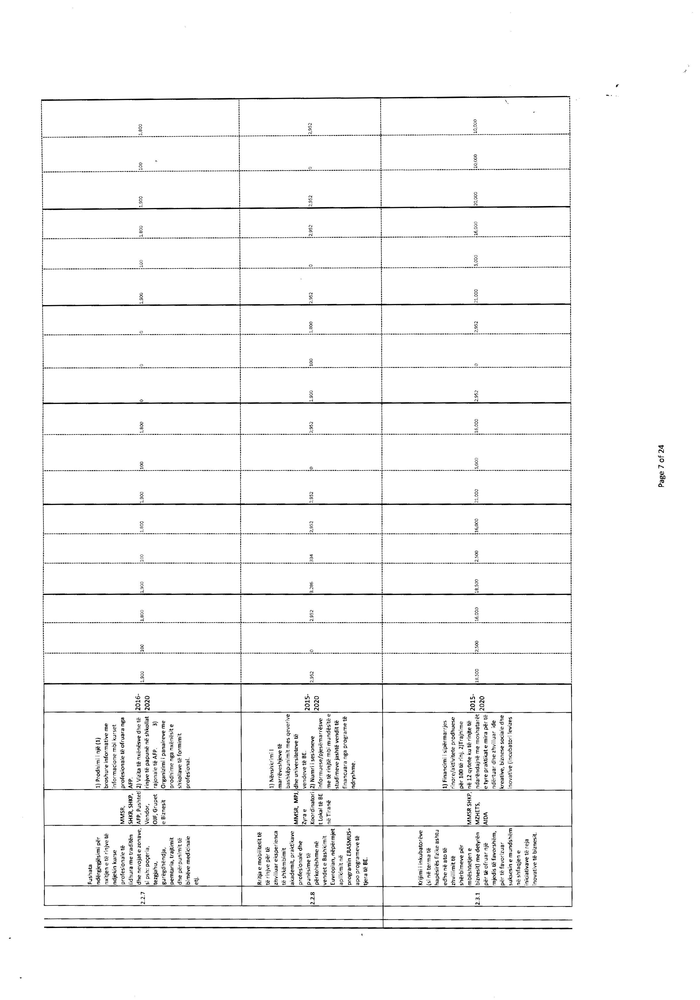 2.2.7
Fushata
ndërgjegjësimi për
nxitjen e të rinjve të
ndjekin kurse
profesionale të
lidhura me traditën
dhe nevojat e zonave,
si psh: poçeria,
tezgjahu,
gurëgdhëndja,
pemtaria, trajtimit
dhe përpunimit të
bimëve medicinale
etj.
MMSR,
SHKR, SHKP,
AFP, Pushteti
Vendor,
OJF, Grupet
e Biznesit
1) Prodhimi i një (1)
broshure informative me
informacione mbi kurset
profesionale të ofruara nga
AFP.
2) Vizita të nxënësve dhe të
rinjve të papunë në shkollat
rajonale të AFP. 3)
Organizimi i panaireve me
prodhime nga nxënësit e
shkollave të formimit
profesional.
2016-
2020
1,900
100
1,800
1,900
100
1,800
1,900
100
1,800
0
0
0
1,900
100
1,800
1,900
100
1,800
2.2.8
Rritja e mobilitetit të
të rinjve për të
zhvilluar eksperienca
të shkëmbimit
akademit, praktikave
profesionale dhe
punësime të
përkohëshme në
vendet e Bashkimit
Euvropian, nëpërmjet
aplikimit në
programin ERASMUS+
apo programeve të
tjera të BE.
MMSR, MPJ,
Zyra e
Koordinatori
t Lokal të BE
në Tiranë
1) Nënshkrimi I
marrëveshjeve të
bashkëpunimit mes qeverive
dhe universiteteve të
vendeve të BE.
2) Numri i sesioneve
informuese/pjesëmarrësve
me të rinjtë mbi mundësitë e
studimeve jashtë vendit të
financuara nga programe të
ndryshme.
2015-
2020
2,952
0
2,952
3,286
334
2,952
2,952
0
2,952
1,900
100
1,800
2,952
0
2,952
2,952
0
2,952
2.3.1
Krijimi i inkubatorëve
(si në terma të
hapësirës fizike ashtu
edhe në ato të
zhvillimit të
shërbimeve për
mbështetjen e
biznesit) me detyrën
për të ofruar një
mjedis të favorshëm,
për të favorizuar
suksesin e mundshëm
në shfaqjen e
iniciativave të reja
inovative të biznesit.
MMSR SHKP,
MZHETS,
AIDA
1) Financimi i sipërmarrjes
rinore/aktivitete prodhuese
për 100 të rinj. 2)Trajnime
në 12 qytete ku të rinjte të
ndarëndajnë me moshatarët
e tyre praktikat e mira për të
ndërtuar dhe zhvilluar ide
kreative, biznese sociale dhe
inovative (incubatori levizes
2015-
2020
18,500
2,500
16,000
18,500
2,500
16,000
21,000
5,000
16,000
2,952
0
2,952
21,000
5,000
16,000
20,000
10,000
10,000
Page 7 of 24